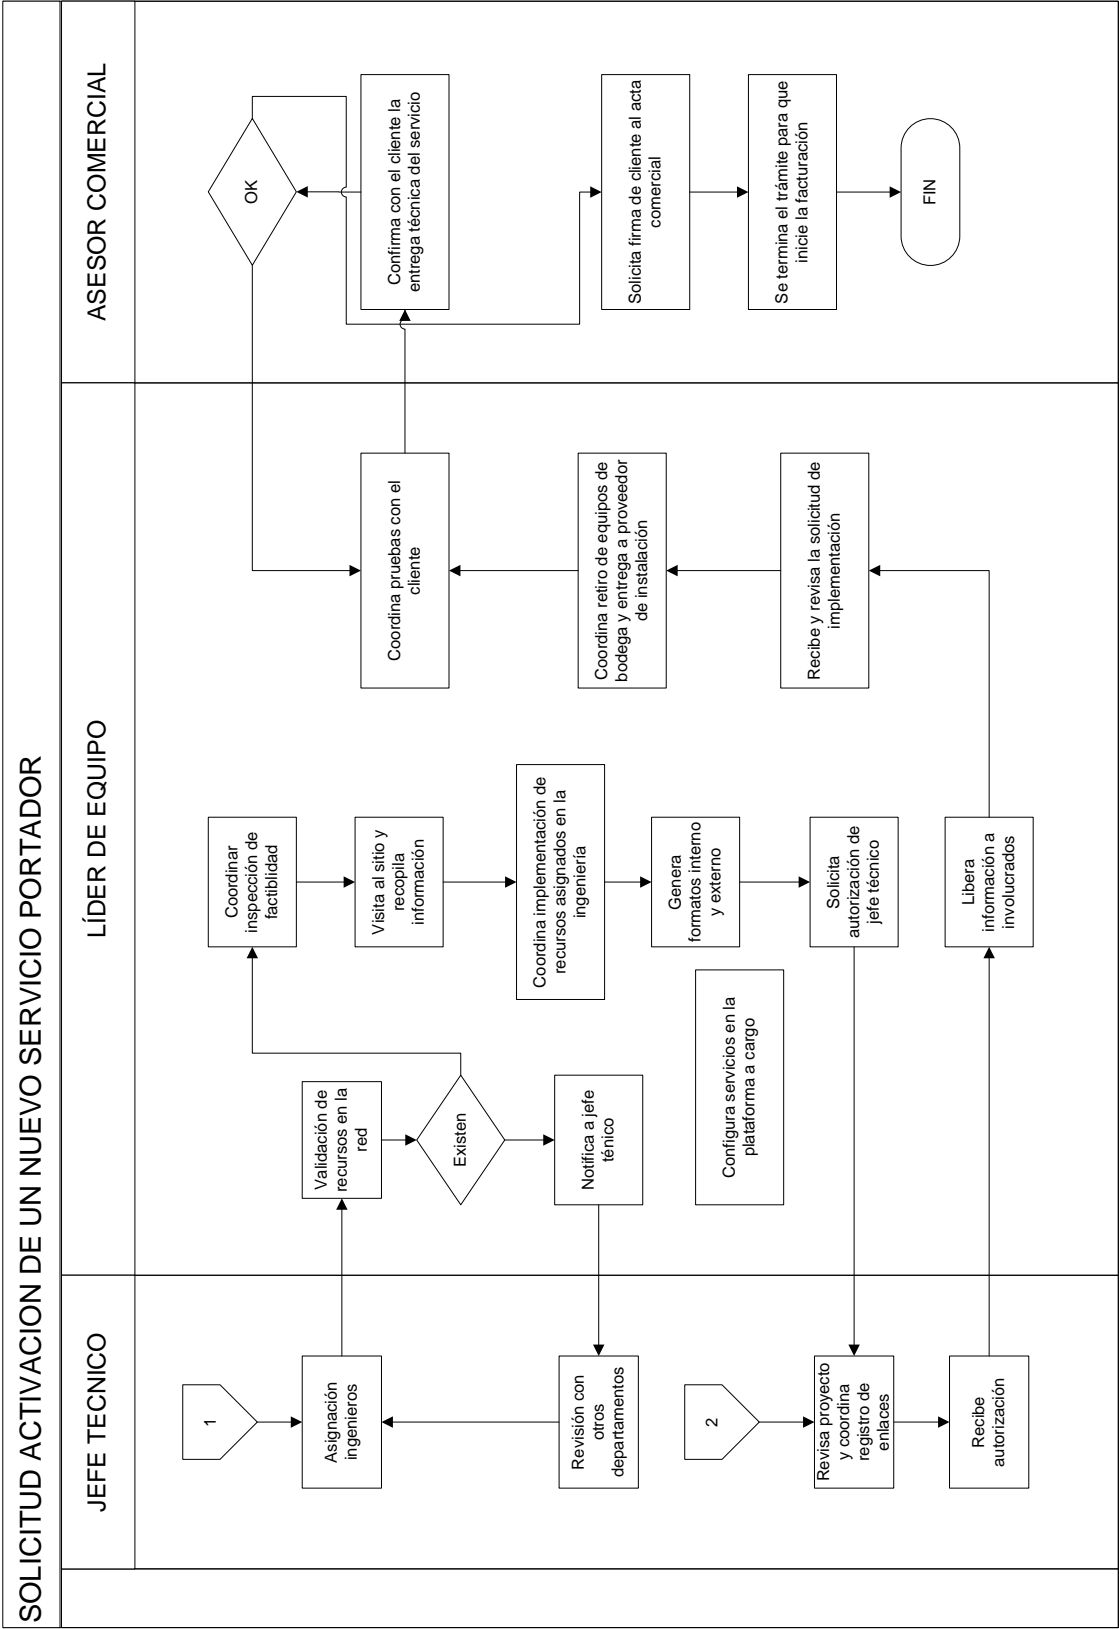 SOLICITUD ACTIVACION DE UN NUEVO SERVICIO PORTADOR
JEFE TECNICO
LÍDER DE EQUIPO
ASESOR COMERCIAL
1
Asignación
ingenieros
Revisión con
otros
departamentos
2
Revisa proyecto
y coordina
registro de
enlaces
Recibe
autorización
Validación de
recursos en la
red
Existen
Notifica a jefe
ténico
Configura servicios en la
plataforma a cargo
Coordinar
inspección de
factiblidad
Visita al sitio y
recopila
información
Coordina implementación de
recursos asignados en la
ingeniería
Genera
formatos interno
y externo
Solicita
autorización de
jefe técnico
Libera
información a
involucrados
Coordina pruebas con el
cliente
Coordina retiro de equipos de
bodega y entrega a proveedor
de instalación
Recibe y revisa la solicitud de
implementación
OK
Confirma con el cliente la
entrega técnica del servicio
Solicita firma de cliente al acta
comercial
Se termina el trámite para que
inicie la facturación
FIN